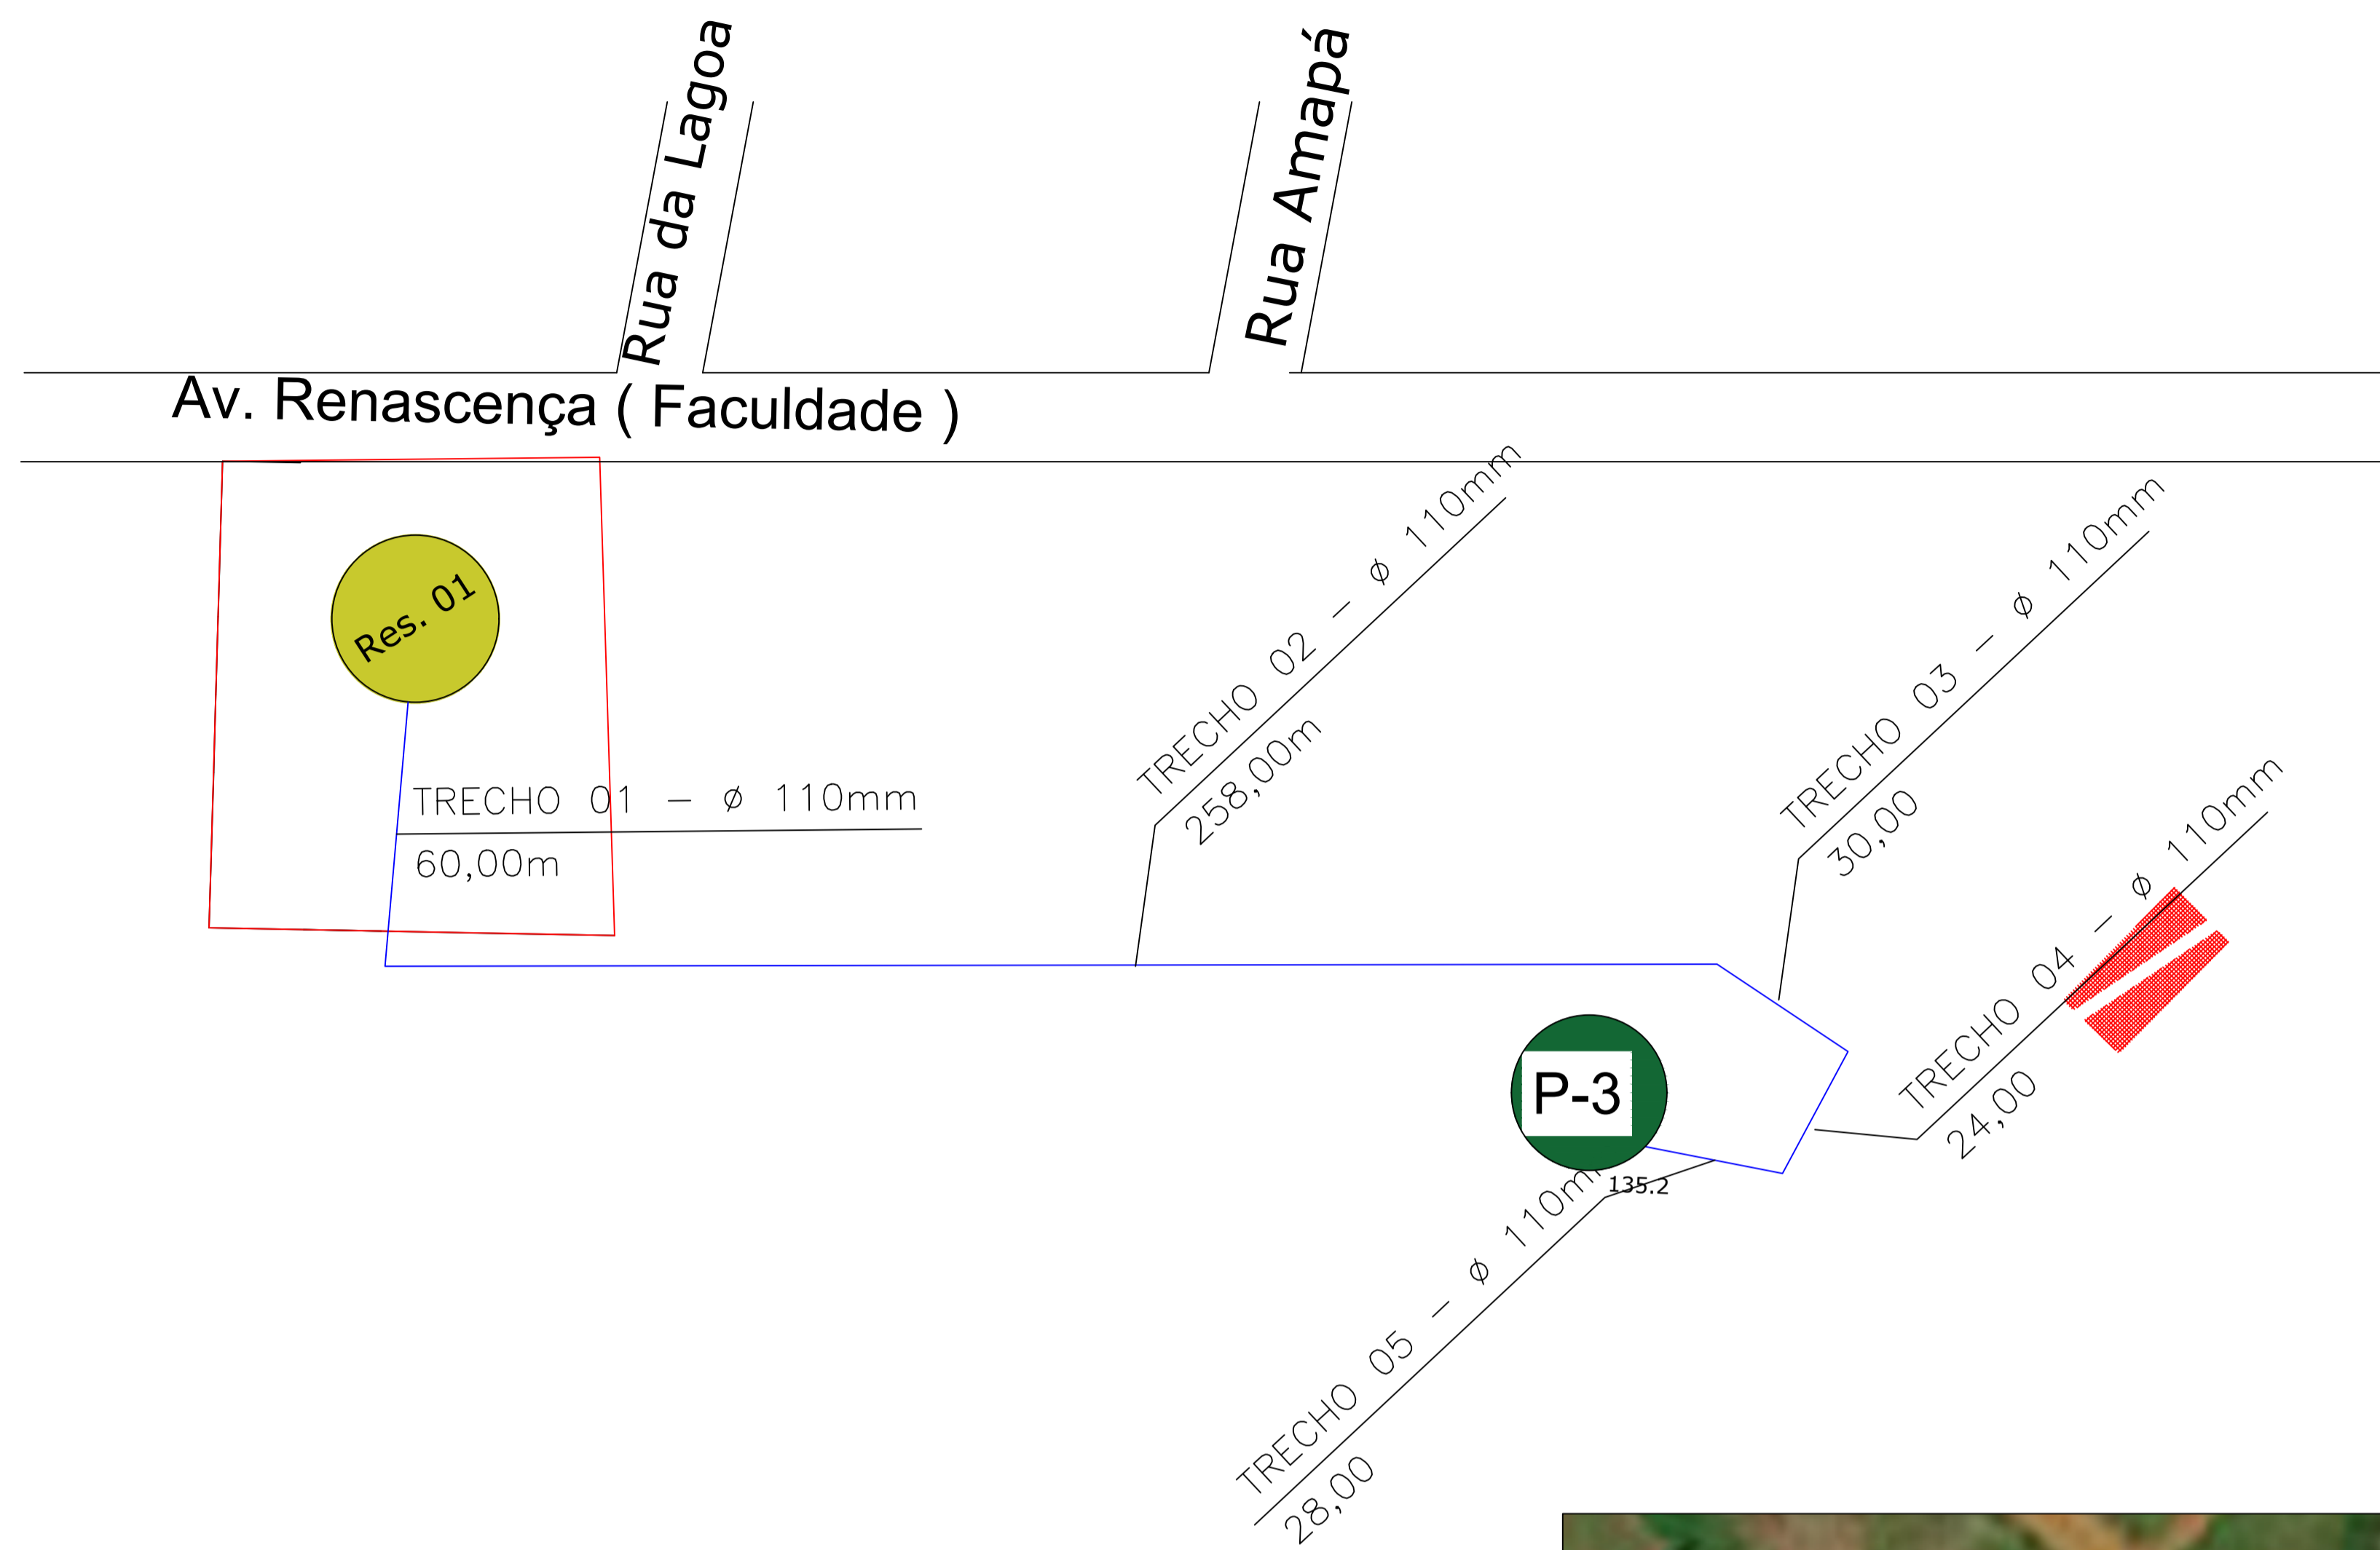 Rua da Lagoa
Rua Amapá
Av. Renascença ( Faculdade )
Res. 01
TRECHO 01 - ø 110mm
60,00m
TRECHO 02 - ø 110mm
258,00m
TRECHO 03 - ø 110mm
30,00
TRECHO 04 - ø 110mm
24,00
P-3
135.2
TRECHO 05 - ø 110m
28,00